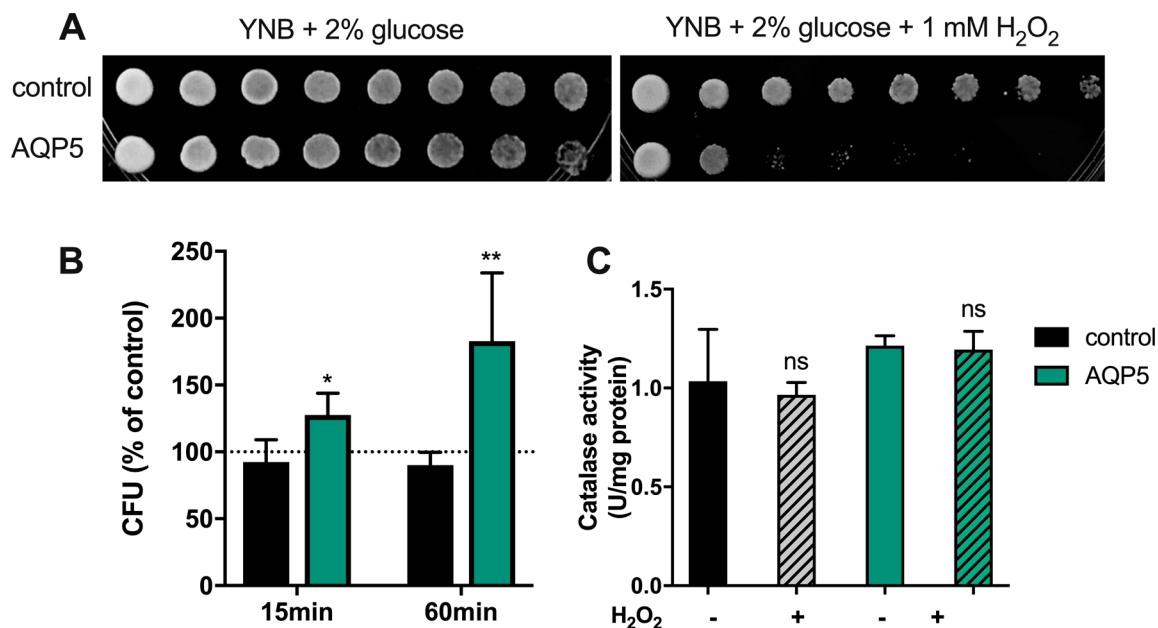 A
YNB + 2% glucose
YNB + 2% glucose + 1 mM H₂O₂
control
AQP5
B
CFU (% of control)
250
200
150
100
50
0
*
**
15min
60min
C
Catalase activity
(U/mg protein)
1.5
1.0
0.5
0.0
ns
ns
H₂O₂ - + - +
control
AQP5